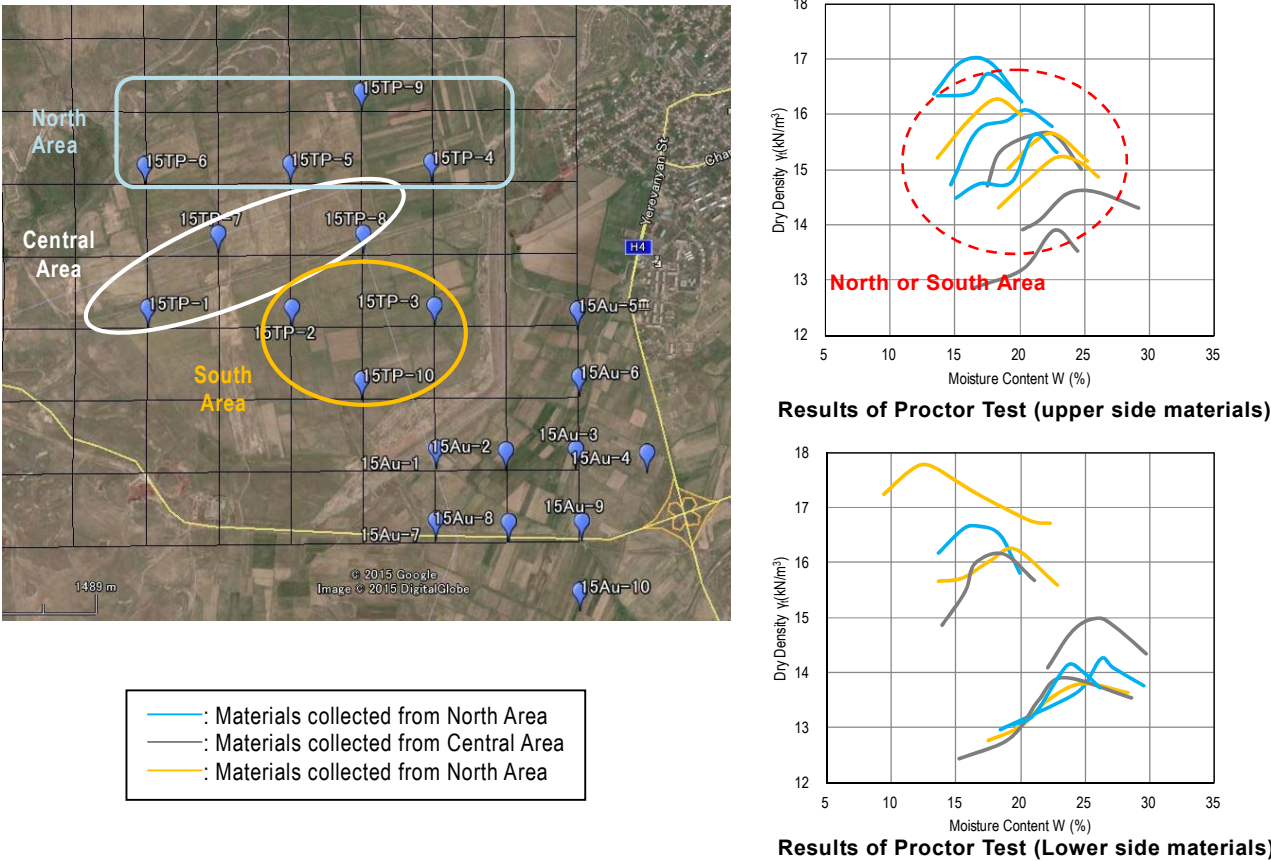 North
Area
15TP-9
15TP-6
15TP-5
15TP-4
15TP-7
15TP-8
Central
Area
15TP-1
15TP-2
15TP-3
15TP-10
South
Area
Yerevanyan St
H4
15Au-5
15Au-6
15Au-1
15Au-2
15Au-3
15Au-4
15Au-7
15Au-8
15Au-9
15Au-10
1489 m
© 2015 Google
Image © 2015 DigitalGlobe
: Materials collected from North Area
: Materials collected from Central Area
: Materials collected from North Area
18
17
16
15
14
13
12
5
10
15
20
25
30
35
Dry Density γt(kN/m³)
Moisture Content W (%)
North or South Area
Results of Proctor Test (upper side materials)
18
17
16
15
14
13
12
5
10
15
20
25
30
35
Dry Density γt(kN/m³)
Moisture Content W (%)
Results of Proctor Test (Lower side materials)